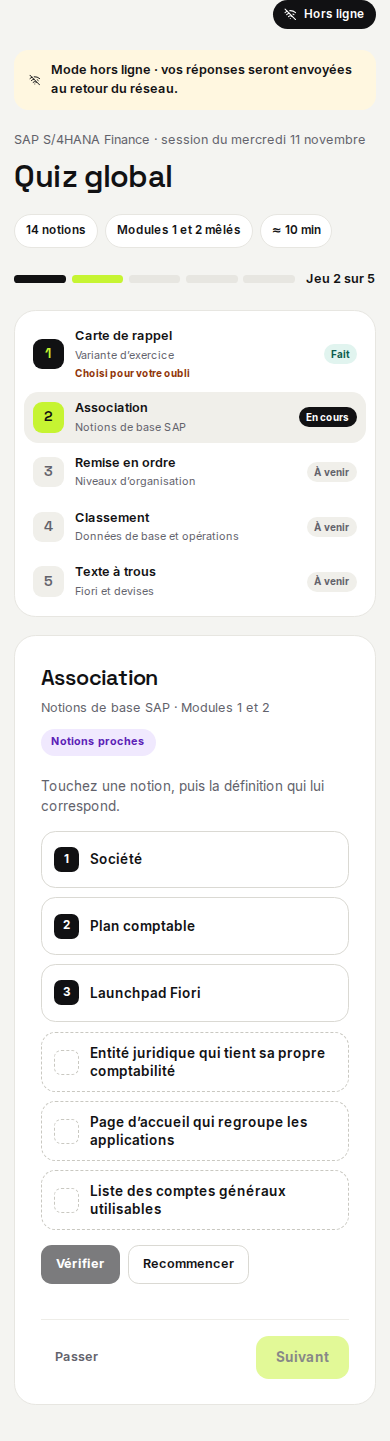 Hors ligne
Mode hors ligne · vos réponses seront envoyées
au retour du réseau.
SAP S/4HANA Finance · session du mercredi 11 novembre
Quiz global
14 notions
Modules 1 et 2 mêlés
≈ 10 min
Jeu 2 sur 5
1
Carte de rappel
Variante d'exercice
Choisi pour votre oubli
Fait
2
Association
Notions de base SAP
En cours
3
Remise en ordre
Niveaux d'organisation
À venir
4
Classement
Données de base et opérations
À venir
5
Texte à trous
Fiori et devises
À venir
Association
Notions de base SAP · Modules 1 et 2
Notions proches
Touchez une notion, puis la définition qui lui
correspond.
1 Société
2 Plan comptable
3 Launchpad Fiori
Entité juridique qui tient sa propre
comptabilité
Page d'accueil qui regroupe les
applications
Liste des comptes généraux
utilisables
Vérifier
Recommencer
Passer
Suivant